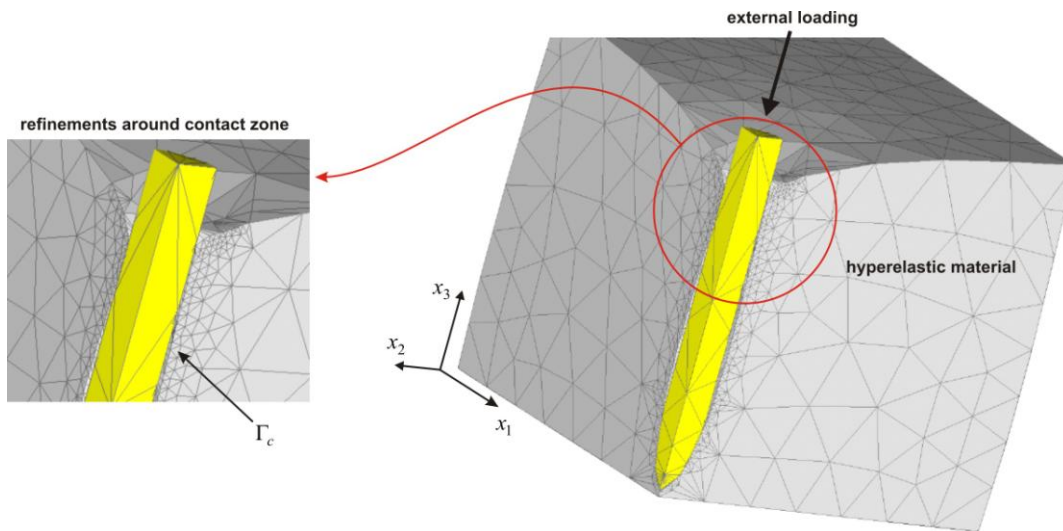 external loading
refinements around contact zone
hyperelastic material
x₃
x₂
x₁
Γc